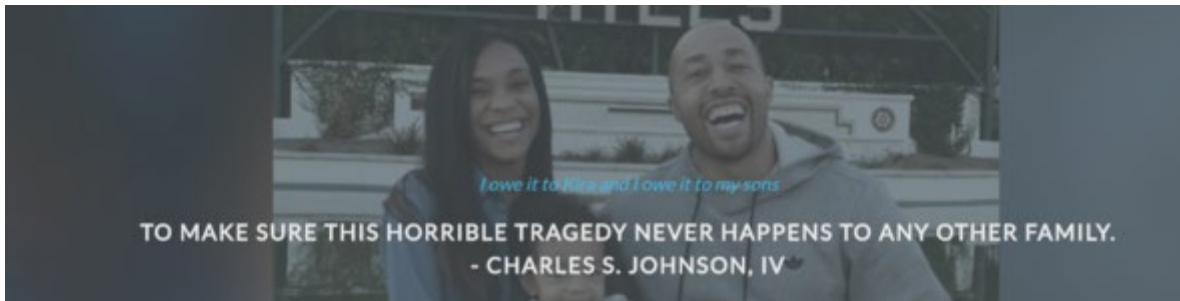 HILLS
I owe it to Kira and I owe it to my sons
TO MAKE SURE THIS HORRIBLE TRAGEDY NEVER HAPPENS TO ANY OTHER FAMILY.
- CHARLES S. JOHNSON, IV